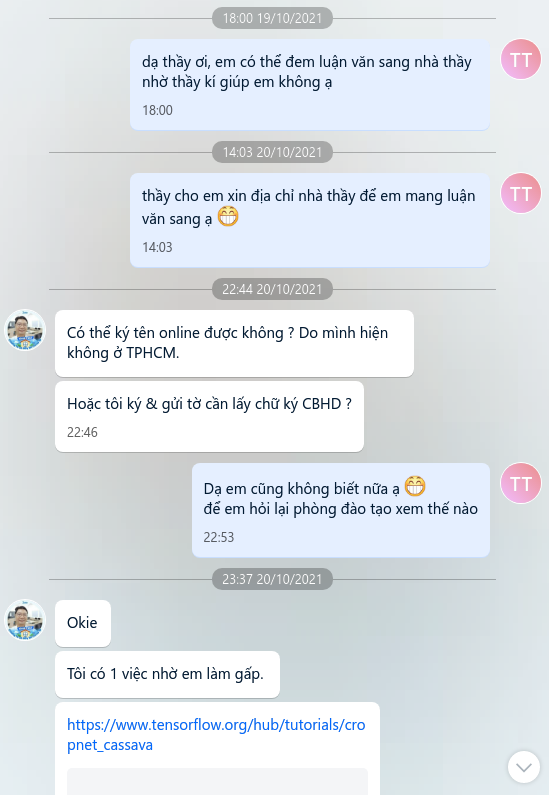 18:00 19/10/2021
dạ thầy ơi, em có thể đem luận văn sang nhà thầy
nhờ thầy kí giúp em không ạ
TT
18:00
14:03 20/10/2021
thầy cho em xin địa chỉ nhà thầy để em mang luận
văn sang ạ 😁
TT
14:03
22:44 20/10/2021
Có thể ký tên online được không ? Do mình hiện
không ở TPHCM.
Hoặc tôi ký & gửi tờ cần lấy chữ ký CBHD ?
22:46
Dạ em cũng không biết nữa ạ 😁
để em hỏi lại phòng đào tạo xem thế nào
TT
22:53
23:37 20/10/2021
Okie
Tôi có 1 việc nhờ em làm gấp.
https://www.tensorflow.org/hub/tutorials/cro
pnet_cassava